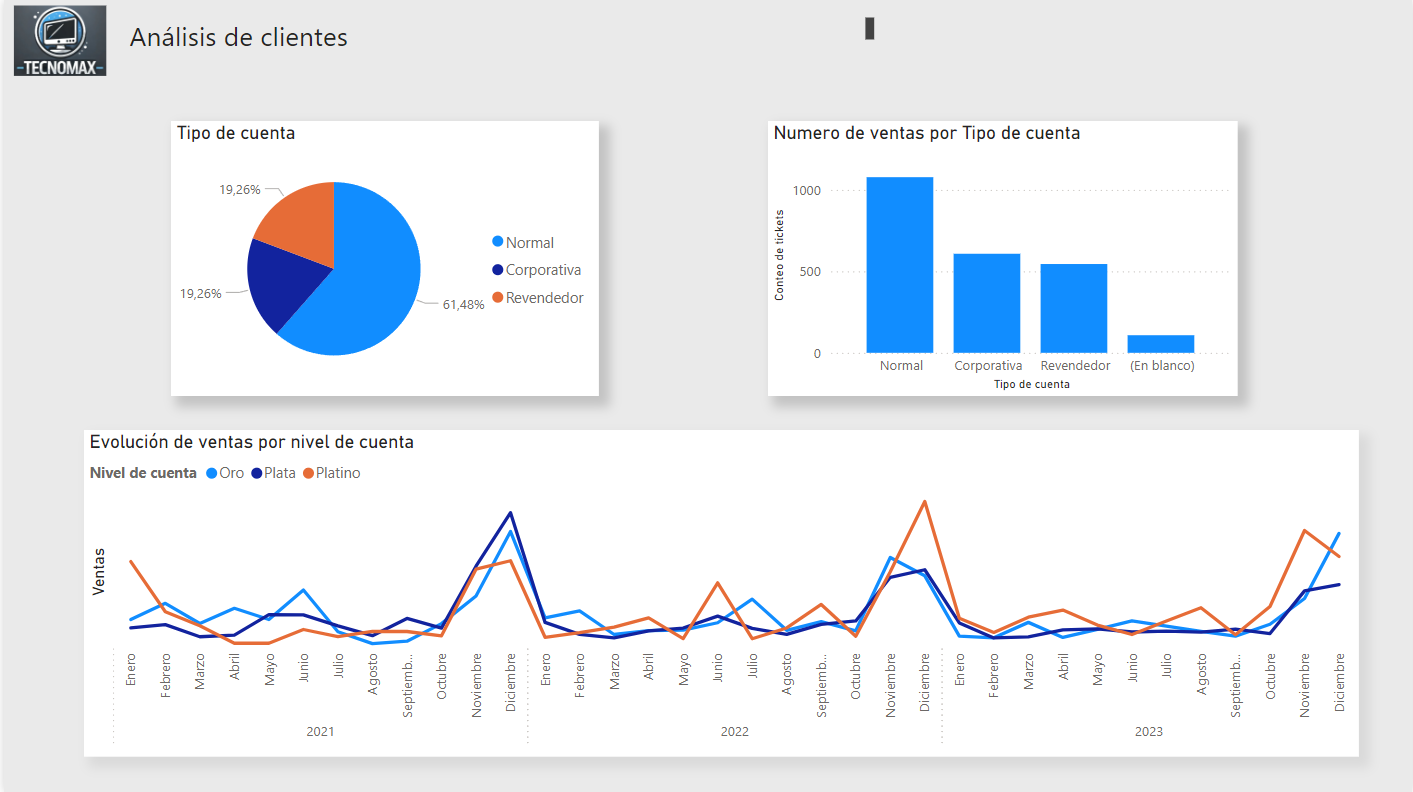 -TECNOMAX-
Análisis de clientes
Tipo de cuenta
19,26%
19,26%
61,48%
Normal
Corporativa
Revendedor
Numero de ventas por Tipo de cuenta
Conteo de tickets
1000
500
0
Normal Corporativa Revendedor (En blanco)
Tipo de cuenta
Evolución de ventas por nivel de cuenta
Nivel de cuenta Oro Plata Platino
Ventas
Enero Febrero Marzo Abril Mayo Junio Julio Agosto Septiemb... Octubre Noviembre Diciembre Enero Febrero Marzo Abril Mayo Junio Julio Agosto Septiemb... Octubre Noviembre Diciembre Enero Febrero Marzo Abril Mayo Junio Julio Agosto Septiemb... Octubre Noviembre Diciembre
2021 2022 2023